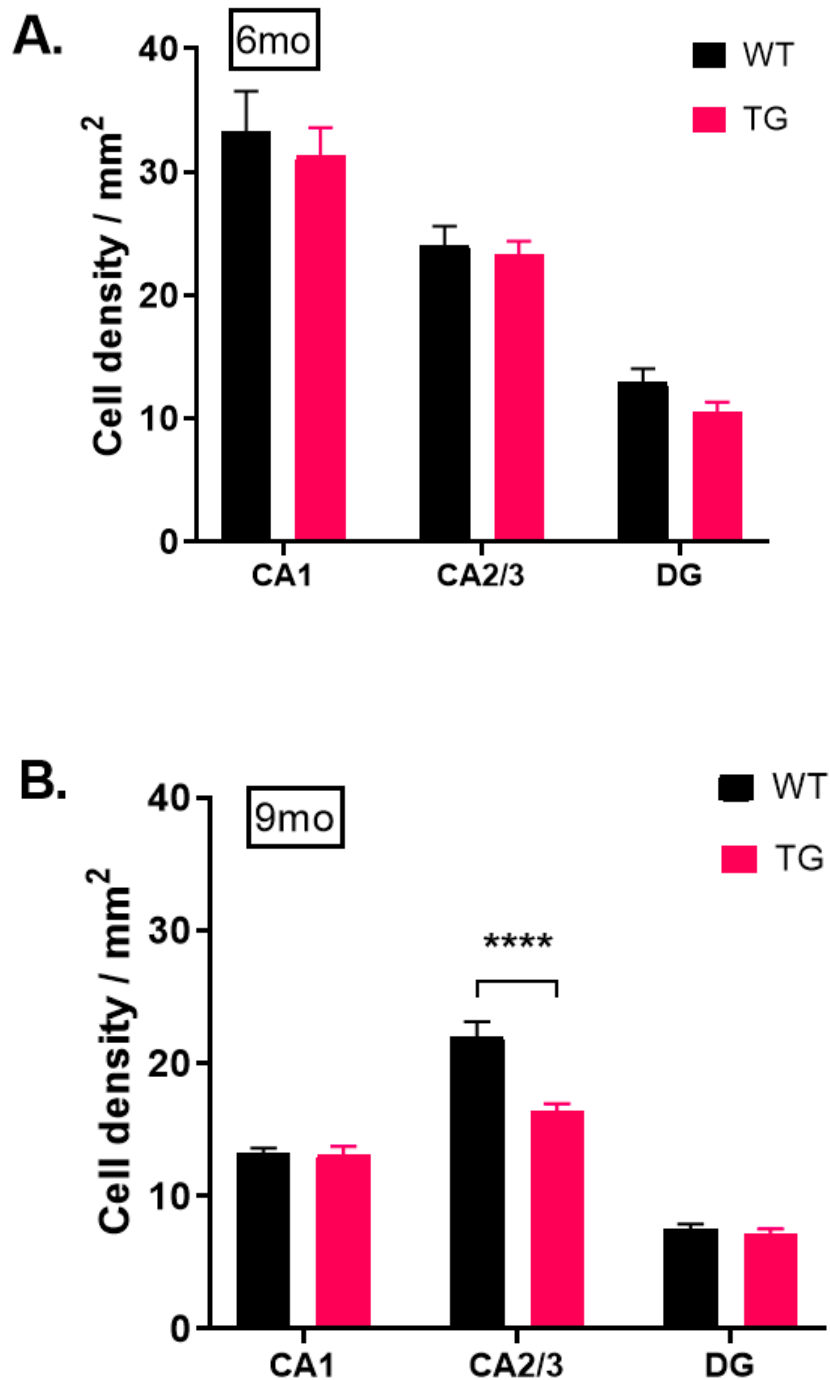 A.
6mo
WT
TG
Cell density / mm²
40
30
20
10
0
CA1 CA2/3 DG
B.
9mo
WT
TG
Cell density / mm²
40
30
20
10
0
****
CA1 CA2/3 DG